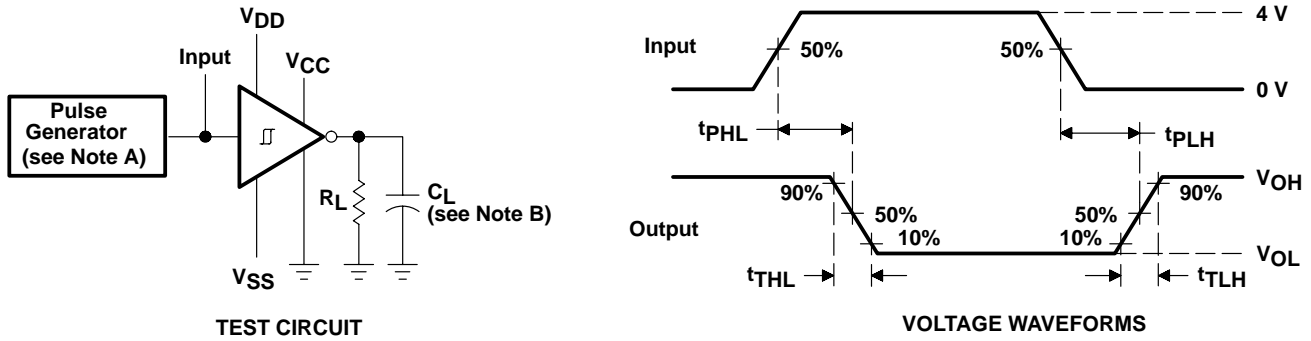 VDD
Input
VCC
Pulse
Generator
(see Note A)
RL
CL
(see Note B)
VSS
TEST CIRCUIT
4 V
Input
50%
50%
0 V
tPHL
tPLH
VOH
90%
90%
50%
50%
Output
10%
10%
VOL
tTHL
tTLH
VOLTAGE WAVEFORMS